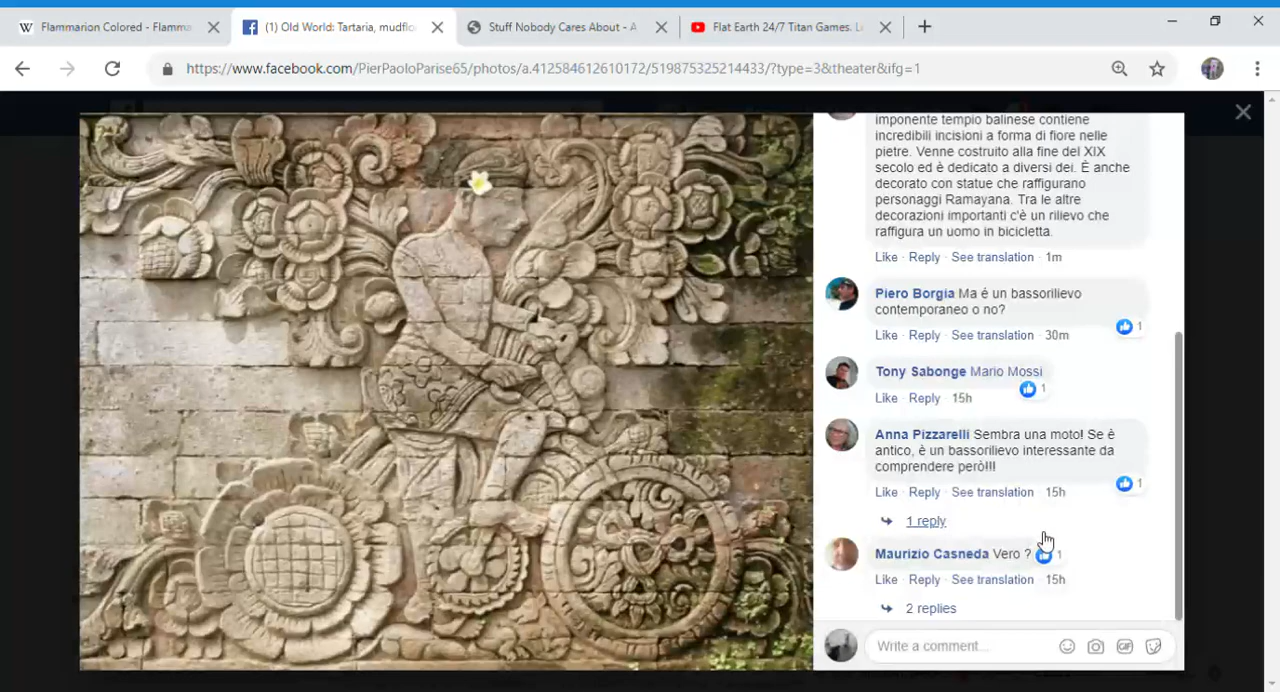 Flammarion Colored - Flamma
(1) Old World: Tartaria, mudflo
Stuff Nobody Cares About - A
Flat Earth 24/7 Titan Games. Le
https://www.facebook.com/PierPaoloParise65/photos/a.412584612610172/519875325214433/?type=3&theater&ifg=1
imponente tempio balinese contiene
incredibili incisioni a forma di fiore nelle
pietre. Venne costruito alla fine del XIX
secolo ed è dedicato a diversi dei. È anche
decorato con statue che raffigurano
personaggi Ramayana. Tra le altre
decorazioni importanti c'è un rilievo che
raffigura un uomo in bicicletta.
Like · Reply · See translation · 1m
Piero Borgia Ma é un bassorilievo
contemporaneo o no?
1
Like · Reply · See translation · 30m
Tony Sabonge Mario Mossi
1
Like · Reply · 15h
Anna Pizzarelli Sembra una moto! Se è
antico, è un bassorilievo interessante da
comprendere però!!!
1
Like · Reply · See translation · 15h
1 reply
Maurizio Casneda Vero ? 1
Like · Reply · See translation · 15h
2 replies
Write a comment...
GIF